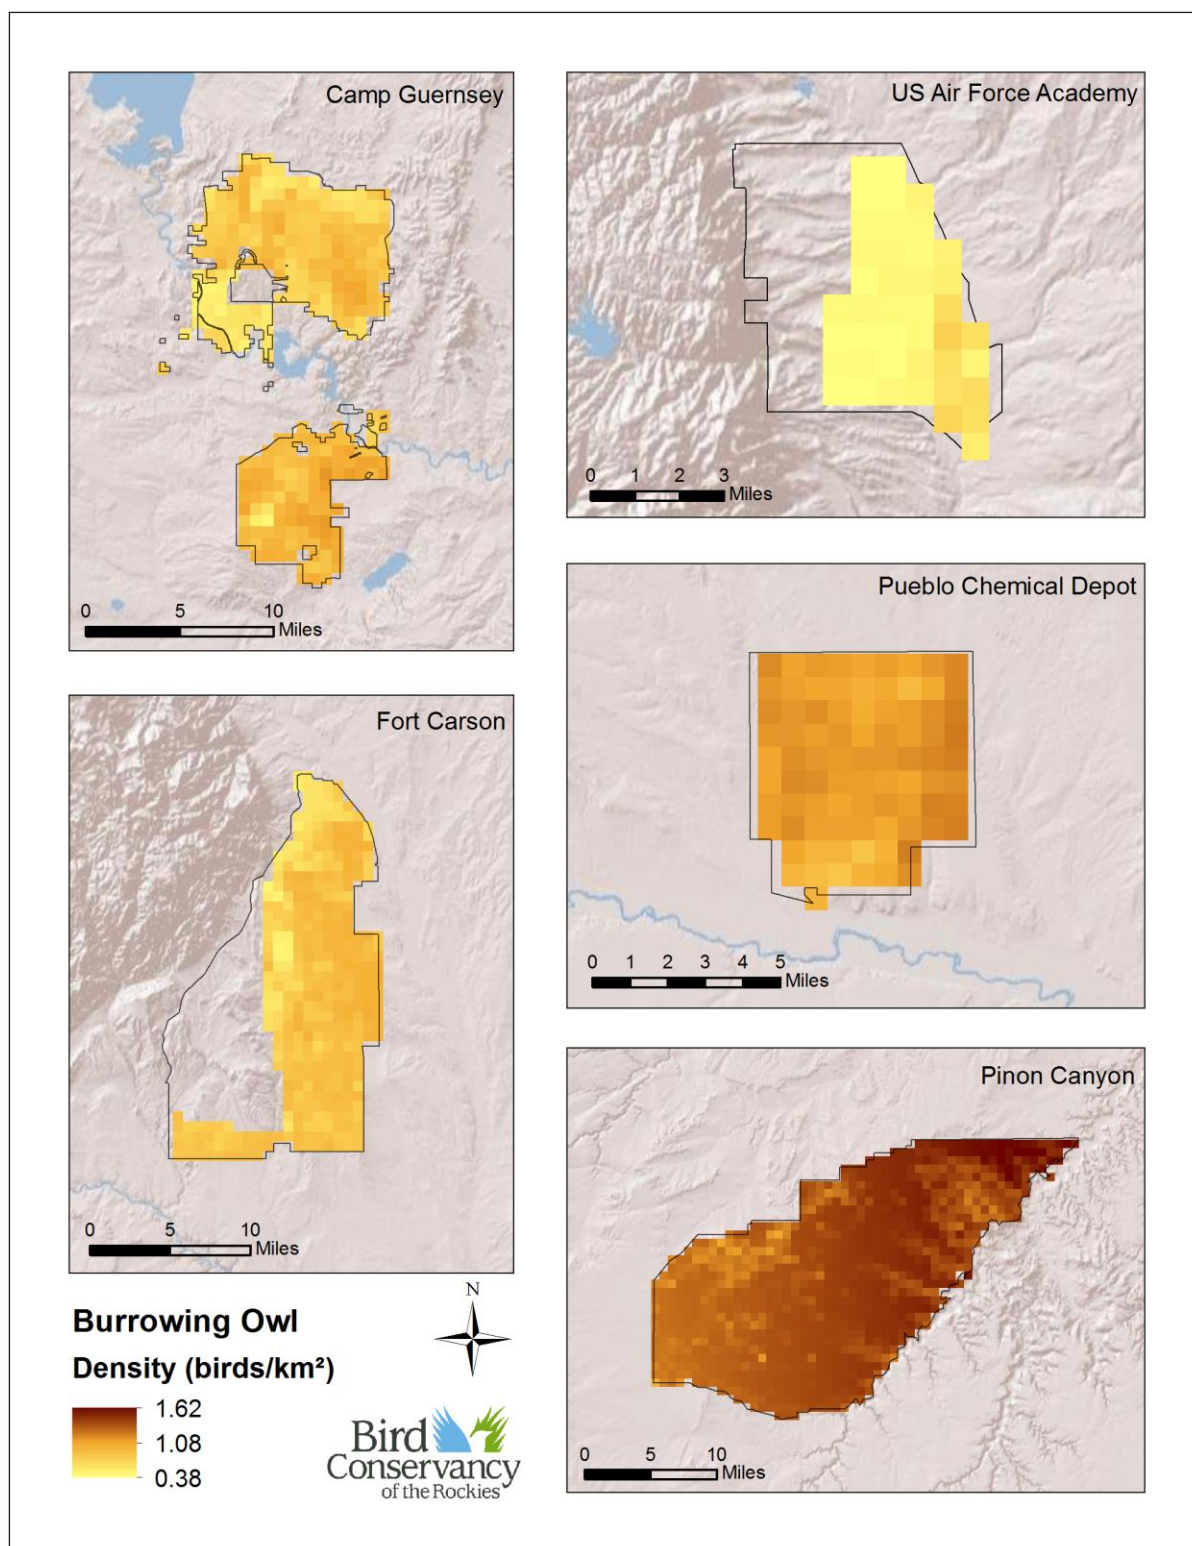 Camp Guernsey
0 5 10
Miles
US Air Force Academy
0 1 2 3
Miles
Pueblo Chemical Depot
0 1 2 3 4 5
Miles
Fort Carson
0 5 10
Miles
Pinon Canyon
0 5 10
Miles
N
Burrowing Owl
Density (birds/km²)
1.62
1.08
0.38
Bird
Conservancy
of the Rockies